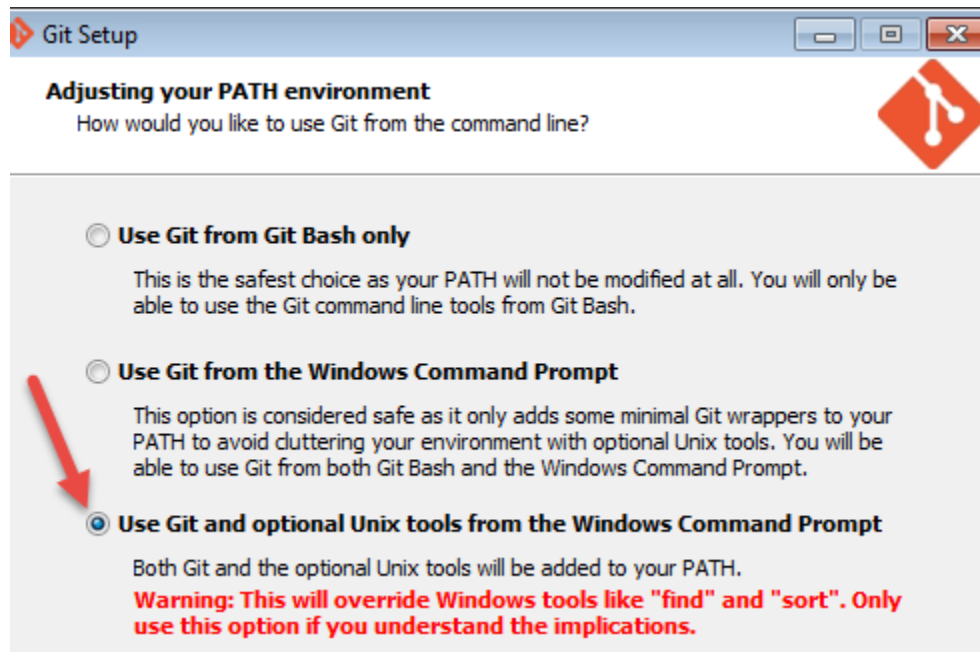 Git Setup
Adjusting your PATH environment
How would you like to use Git from the command line?
Use Git from Git Bash only
This is the safest choice as your PATH will not be modified at all. You will only be
able to use the Git command line tools from Git Bash.
Use Git from the Windows Command Prompt
This option is considered safe as it only adds some minimal Git wrappers to your
PATH to avoid cluttering your environment with optional Unix tools. You will be
able to use Git from both Git Bash and the Windows Command Prompt.
Use Git and optional Unix tools from the Windows Command Prompt
Both Git and the optional Unix tools will be added to your PATH.
Warning: This will override Windows tools like "find" and "sort". Only
use this option if you understand the implications.